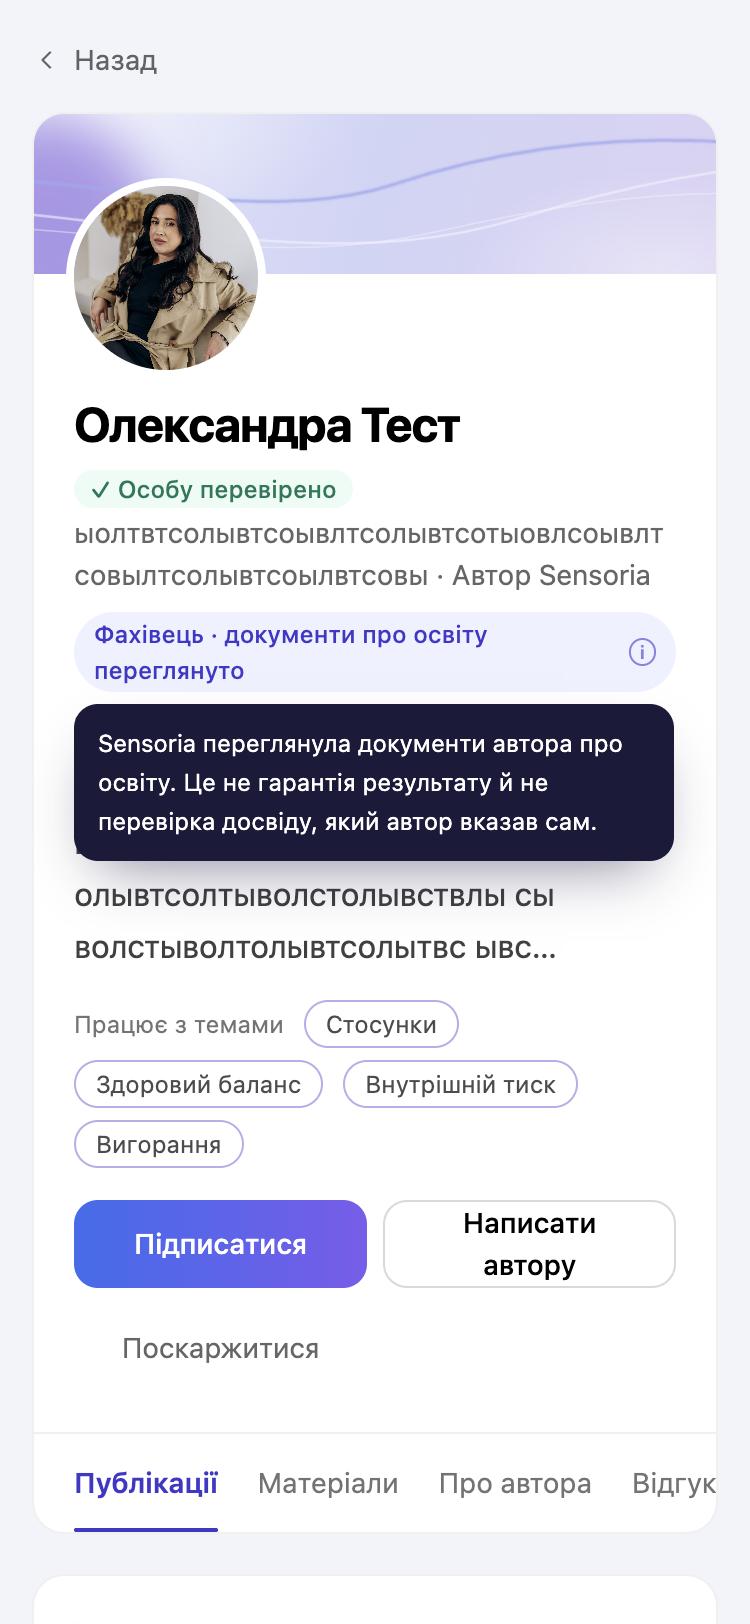 Назад
Олександра Тест
Особу перевірено
ыолтвтсолывтсоывлтсолывтсотыовлсоывлт
совылтсолывтсоылвтсовы · Автор Sensoria
Фахівець · документи про освіту
переглянуто
Sensoria переглянула документи автора про
освіту. Це не гарантія результату й не
перевірка досвіду, який автор вказав сам.
олывтсолтыволстолывствлы сы
волстыволтолывтсолытвс ывс...
Працює з темами Стосунки
Здоровий баланс Внутрішній тиск
Вигорання
Підписатися
Написати
автору
Поскаржитися
Публікації Матеріали Про автора Відгук